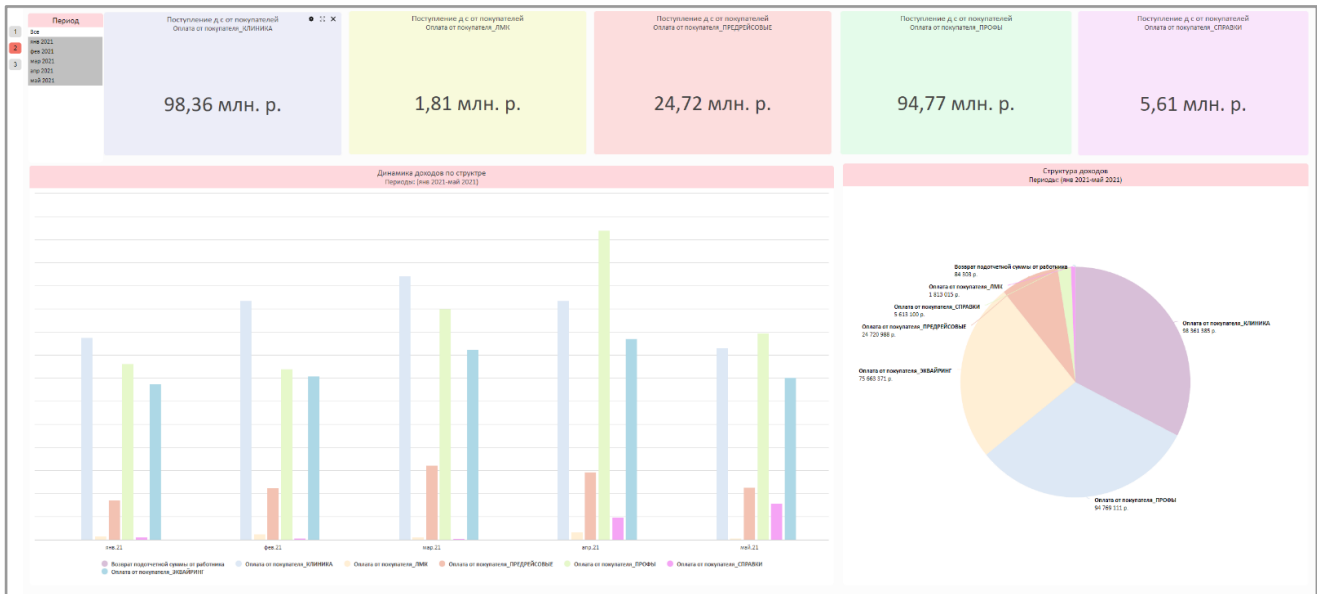 Период
1
2
3
Все
янв 2021
фев 2021
мар 2021
апр 2021
май 2021
Поступление д с от покупателей
Оплата от покупателя_КЛИНИКА
98,36 млн. р.
Поступление д с от покупателей
Оплата от покупателя_ЛМК
1,81 млн. р.
Поступление д с от покупателей
Оплата от покупателя_ПРЕДРЕЙСОВЫЕ
24,72 млн. р.
Поступление д с от покупателей
Оплата от покупателя_ПРОФЫ
94,77 млн. р.
Поступление д с от покупателей
Оплата от покупателя_СПРАВКИ
5,61 млн. р.
Динамика доходов по структре
Периоды: (янв 2021-май 2021)
янв.21
фев.21
мар.21
апр.21
май.21
Возврат подотчетной суммы от работника
Оплата от покупателя_КЛИНИКА
Оплата от покупателя_ЛМК
Оплата от покупателя_ПРЕДРЕЙСОВЫЕ
Оплата от покупателя_ПРОФЫ
Оплата от покупателя_СПРАВКИ
Оплата от покупателя_ЭКВАЙРИНГ
Структура доходов
Периоды: (янв 2021-май 2021)
Возврат подотчетной суммы от работника
84 303 р.
Оплата от покупателя_ЛМК
1 813 015 р.
Оплата от покупателя_СПРАВКИ
5 613 100 р.
Оплата от покупателя_ПРЕДРЕЙСОВЫЕ
24 720 986 р.
Оплата от покупателя_ЭКВАЙРИНГ
75 663 371 р.
Оплата от покупателя_КЛИНИКА
98 361 385 р.
Оплата от покупателя_ПРОФЫ
94 769 111 р.